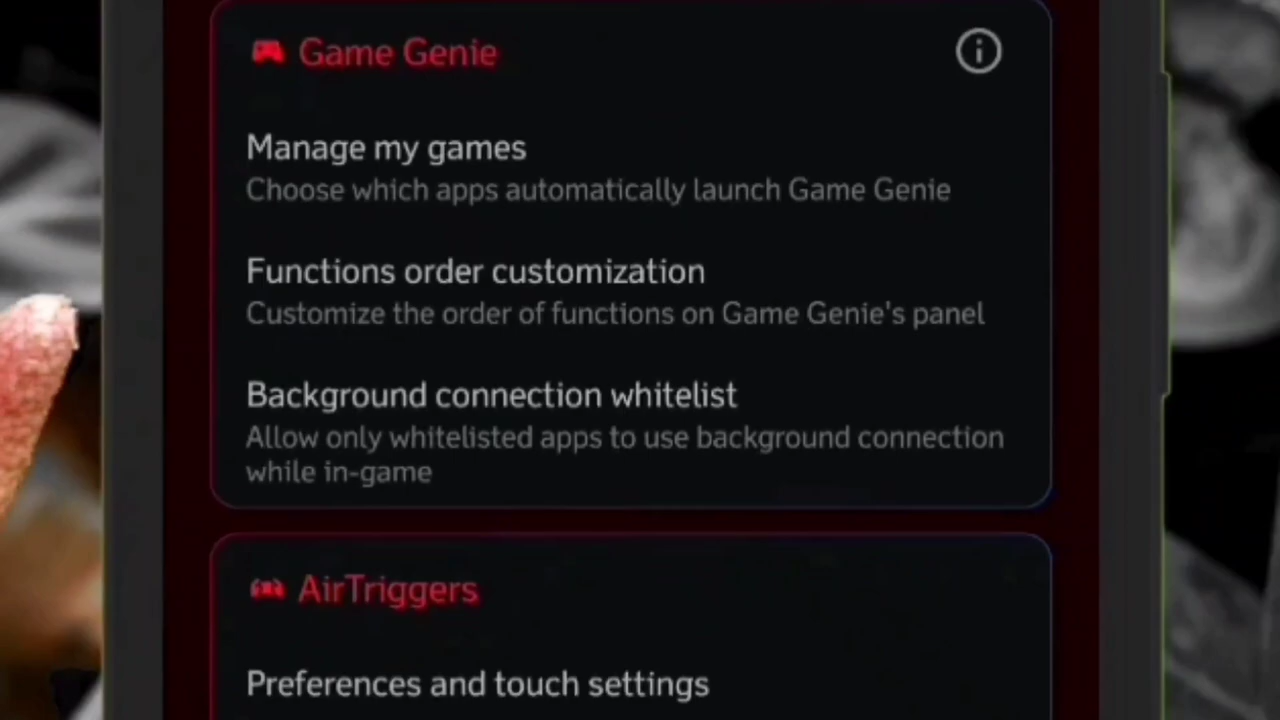 Game Genie
Manage my games
Choose which apps automatically launch Game Genie
Functions order customization
Customize the order of functions on Game Genie's panel
Background connection whitelist
Allow only whitelisted apps to use background connection
while in-game
AirTriggers
Preferences and touch settings